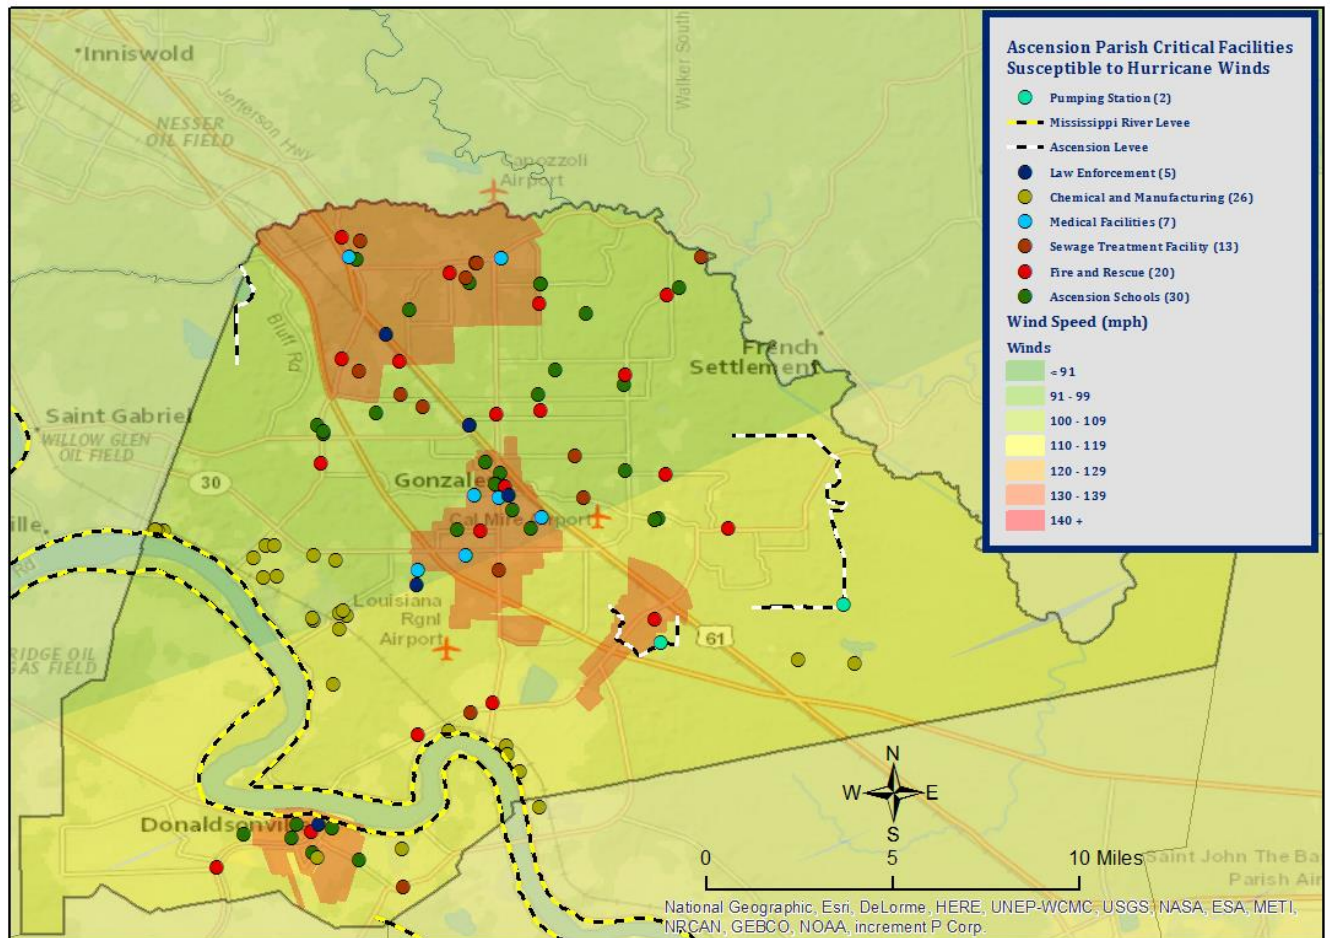 Ascension Parish Critical Facilities
Susceptible to Hurricane Winds
Pumping Station (2)
Mississippi River Levee
Ascension Levee
Law Enforcement (5)
Chemical and Manufacturing (26)
Medical Facilities (7)
Sewage Treatment Facility (13)
Fire and Rescue (20)
Ascension Schools (30)
Wind Speed (mph)
Winds
< 91
91 - 99
100 - 109
110 - 119
120 - 129
130 - 139
140 +
Inniswold
Walker South
Jefferson Hwy
NESSER
OIL FIELD
Capozzoli
Airport
Bluff Rd
French
Settlement
Saint Gabriel
WILLOW GLEN
OIL FIELD
30
Airport
Louisiana
Rgnl
Airport
61
N
W
E
S
0
5
10 Miles
Saint John The Ba
Parish Air
National Geographic, Esri, DeLorme, HERE, UNEP-WCMC, USGS, NASA, ESA, METI,
NRCAN, GEBCO, NOAA, increment P Corp.